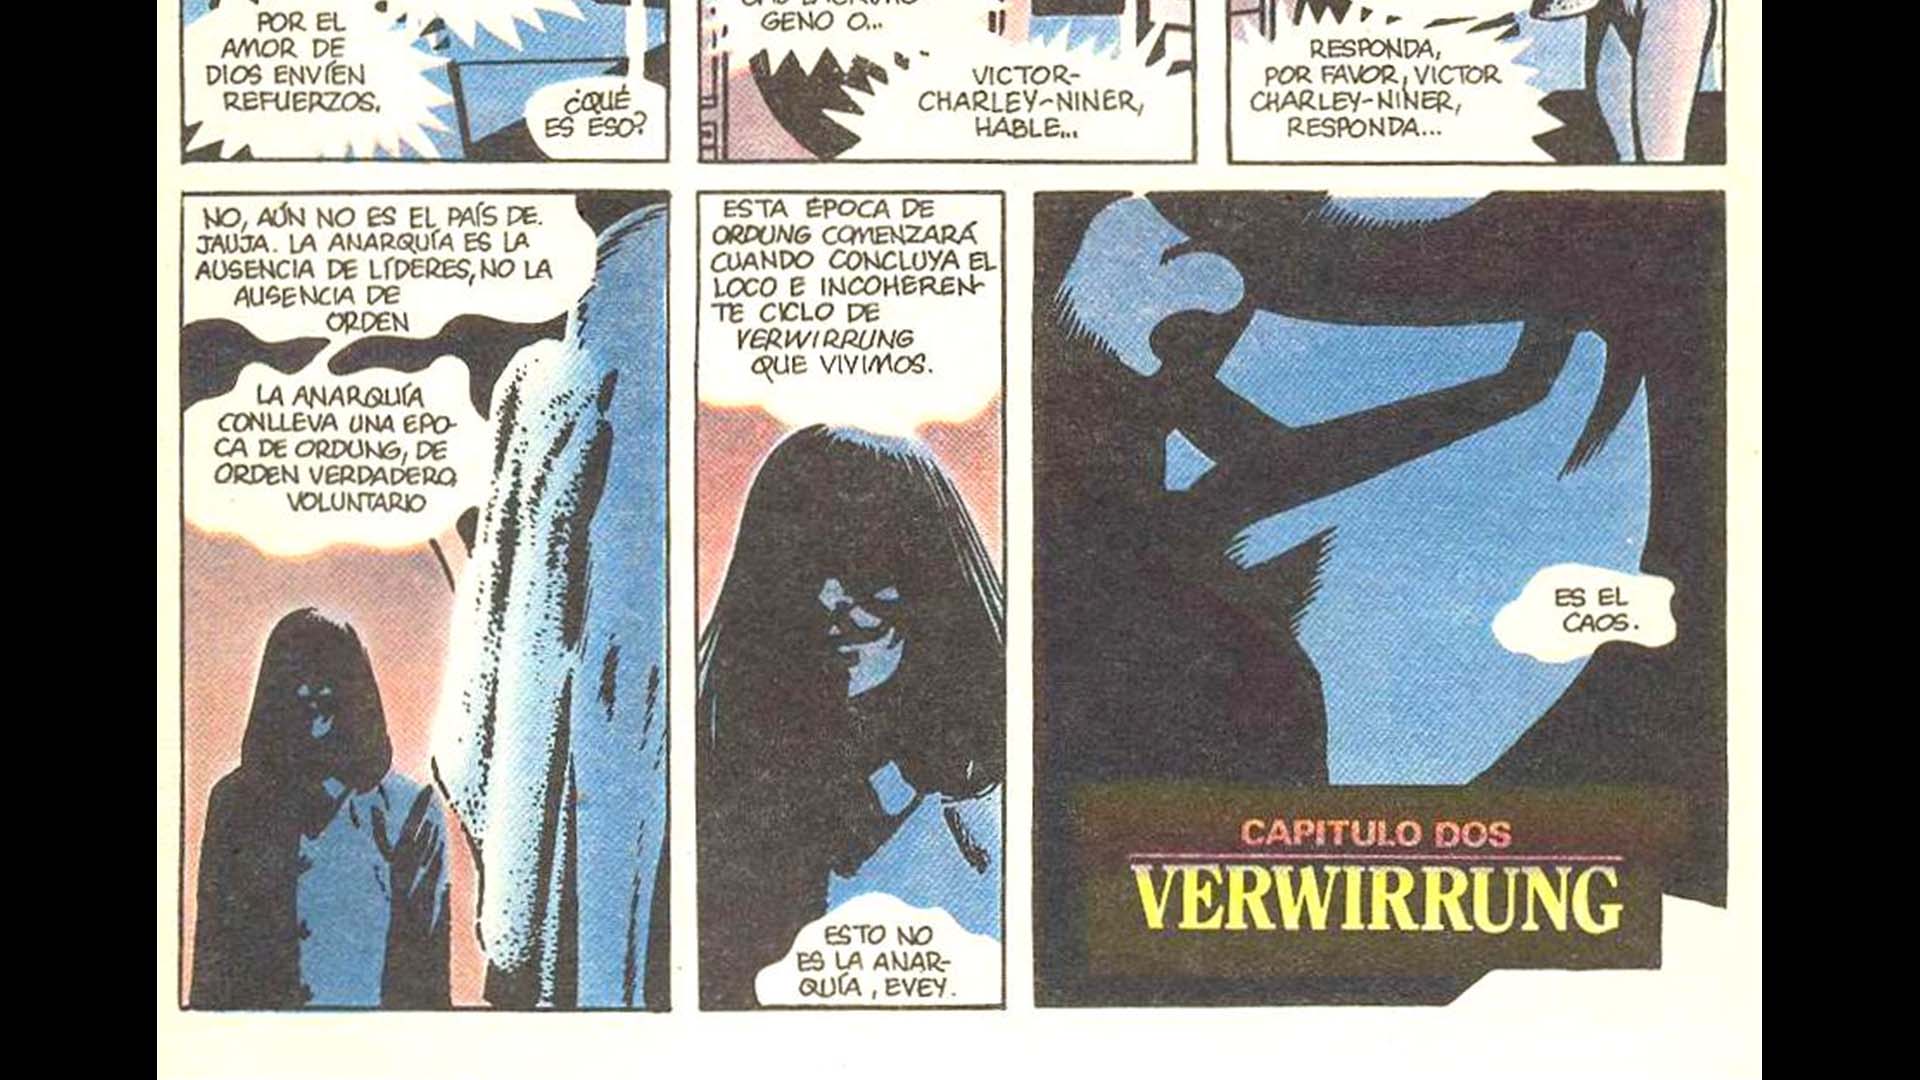 POR EL
AMOR DE
DIOS ENVÍEN
REFUERZOS.
¿QUÉ
ES ESO?
GENO O...
VICTOR-
CHARLEY-NINER,
HABLE...
RESPONDA,
POR FAVOR, VICTOR
CHARLEY-NINER,
RESPONDA...
NO, AÚN NO ES EL PAÍS DE.
JAUJA. LA ANARQUÍA ES LA
AUSENCIA DE LÍDERES, NO LA
AUSENCIA DE
ORDEN
LA ANARQUÍA
CONLLEVA UNA EPO-
CA DE ORDUNG, DE
ORDEN VERDADERO,
VOLUNTARIO
ESTA ÉPOCA DE
ORDUNG COMENZARÁ
CUANDO CONCLUYA EL
LOCO E INCOHEREN-
TE CICLO DE
VERWIRRUNG
QUE VIVIMOS.
ESTO NO
ES LA ANAR-
QUÍA, EVEY.
ES EL
CAOS.
CAPITULO DOS
VERWIRRUNG